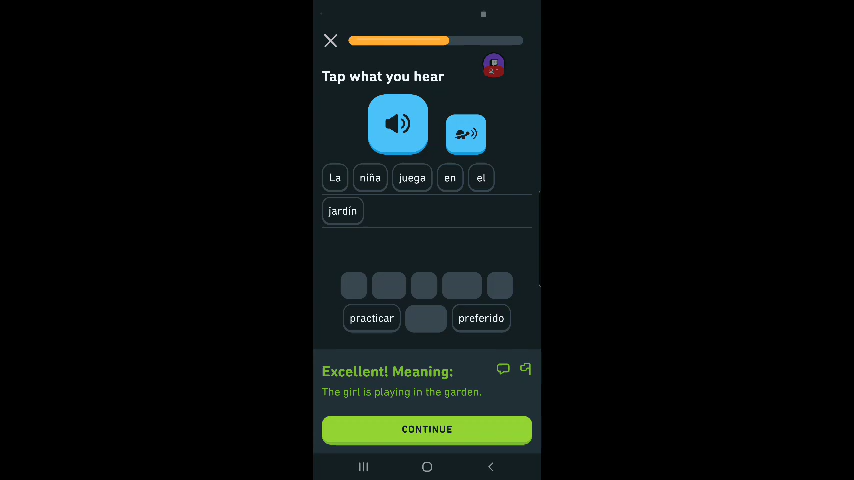 Tap what you hear
La niña juega en el
jardín
practicar preferido
Excellent! Meaning:
The girl is playing in the garden.
CONTINUE